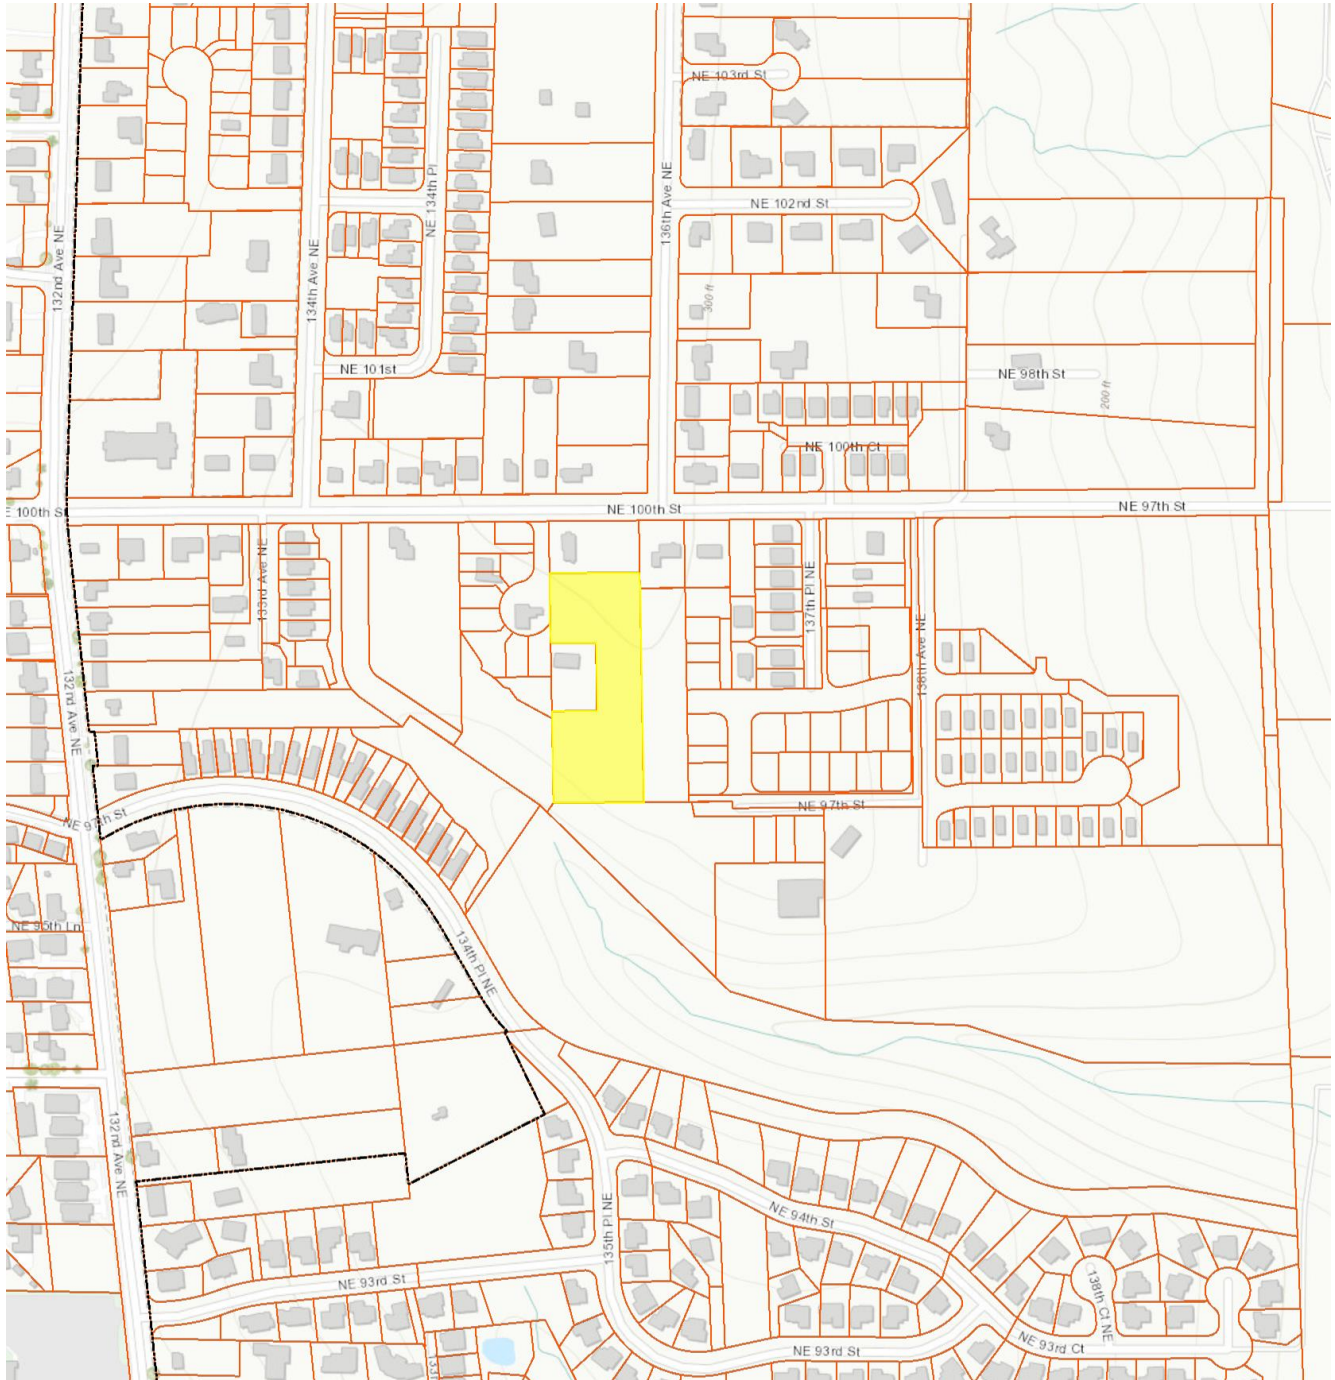 NE 103rd St
NE 134th Pl
136th Ave NE
NE 102nd St
132nd Ave NE
134th Ave NE
300 ft
NE 101st
NE 98th St
200 ft
NE 100th Ct
E 100th St
NE 100th St
NE 97th St
133rd Ave NE
137th Pl NE
138th Ave NE
132nd Ave NE
NE 97th St
NE 97th St
NE 95th Ln
134th Pl NE
132nd Ave NE
135th Pl NE
NE 94th St
NE 93rd St
138th Ct NE
NE 93rd Ct
NE 93rd St